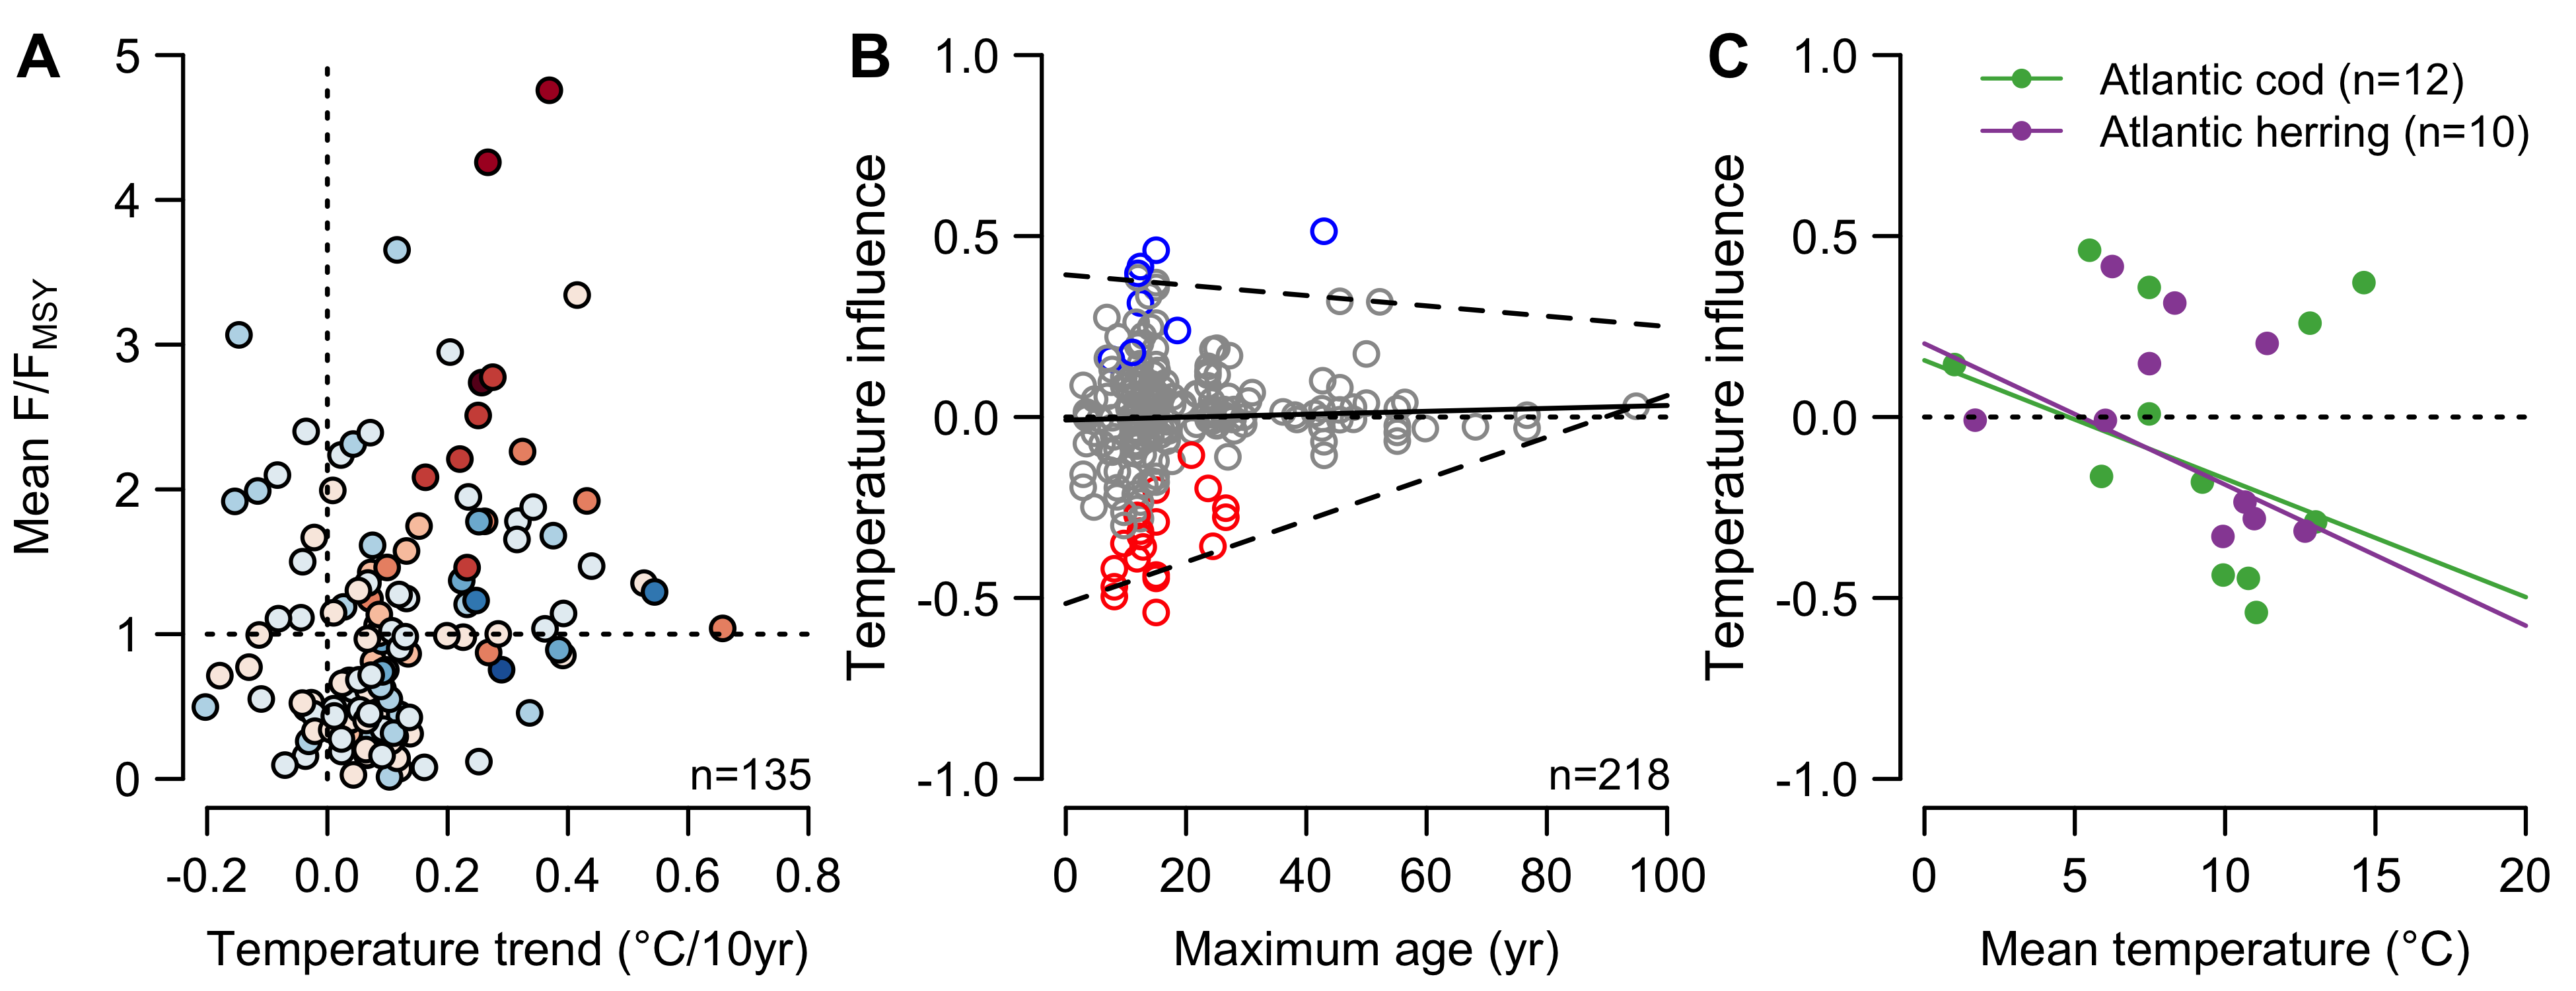 A
5
4
3
2
1
0
Mean F/FMSY
n=135
-0.2 0.0 0.2 0.4 0.6 0.8
Temperature trend (°C/10yr)
B
1.0
0.5
0.0
-0.5
-1.0
Temperature influence
n=218
0 20 40 60 80 100
Maximum age (yr)
C
1.0
0.5
0.0
-0.5
-1.0
Temperature influence
Atlantic cod (n=12)
Atlantic herring (n=10)
0 5 10 15 20
Mean temperature (°C)